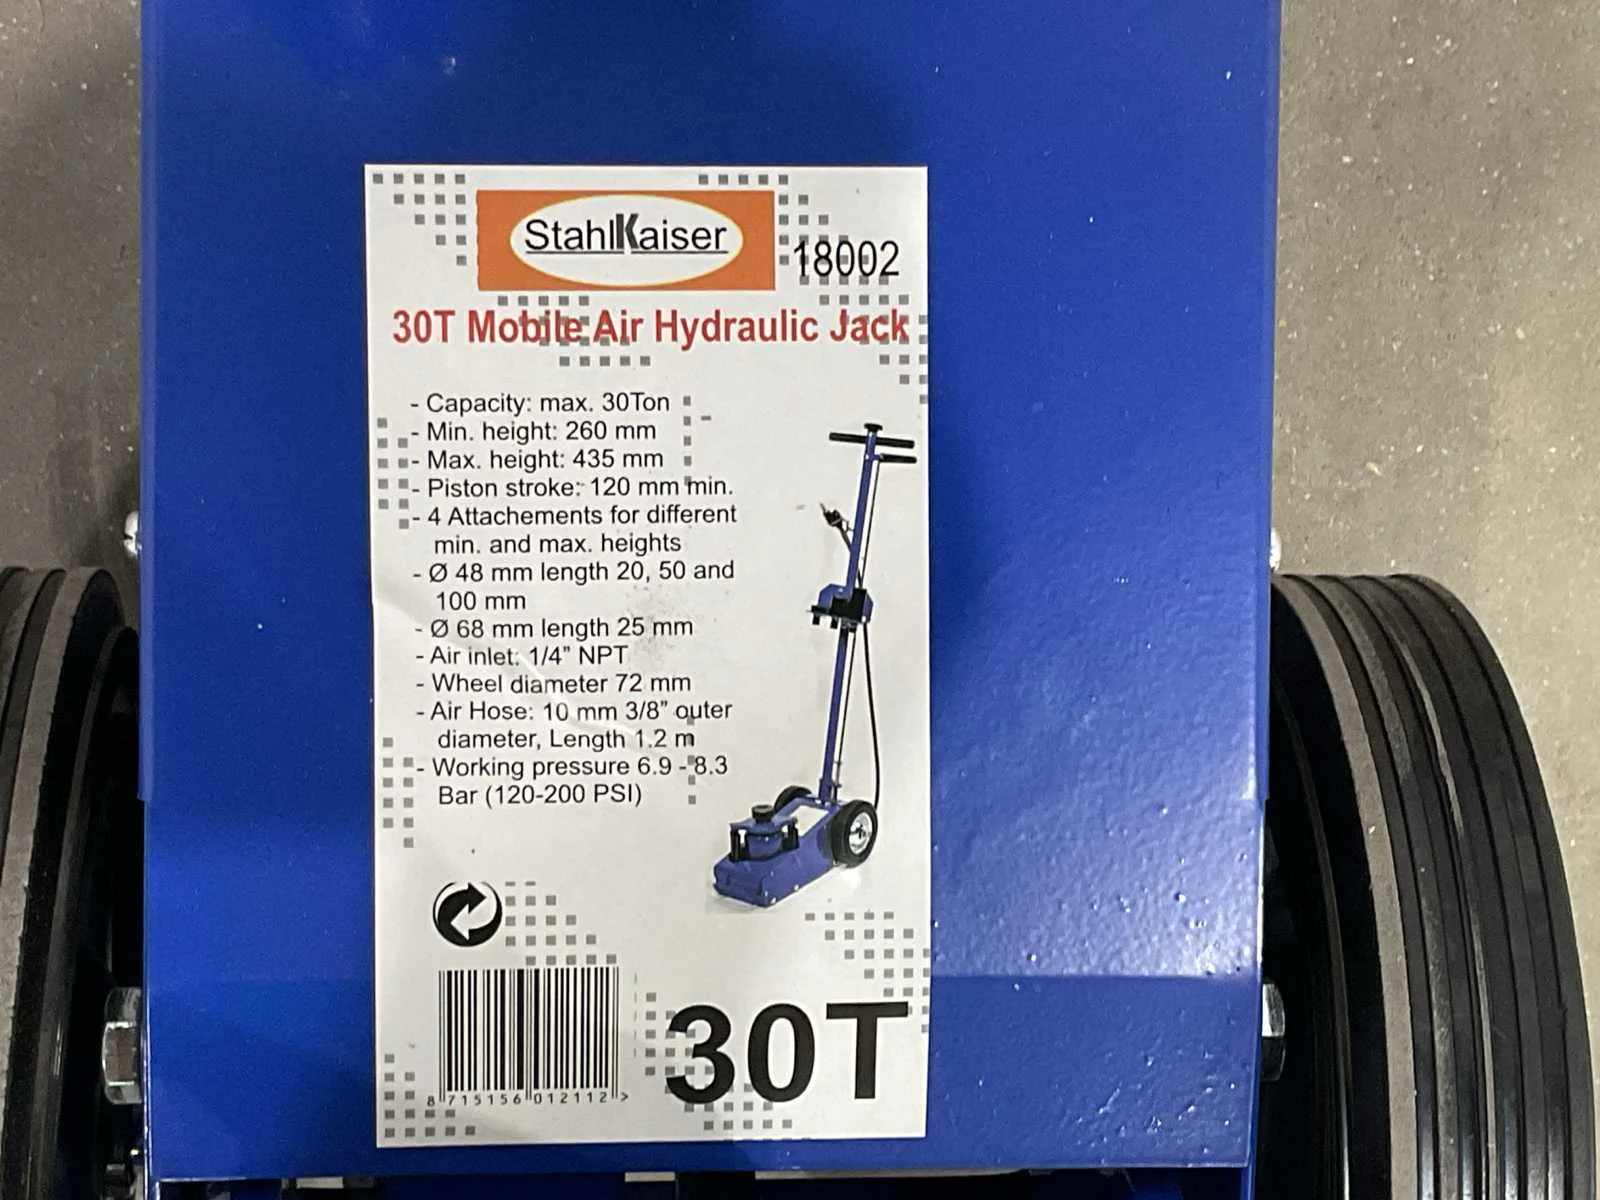 StahlKaiser
18002
30T Mobile Air Hydraulic Jack
- Capacity: max. 30Ton
- Min. height: 260 mm
- Max. height: 435 mm
- Piston stroke: 120 mm min.
- 4 Attachements for different
min. and max. heights
- Ø 48 mm length 20, 50 and
100 mm
- Ø 68 mm length 25 mm
- Air inlet: 1/4" NPT
- Wheel diameter 72 mm
- Air Hose: 10 mm 3/8" outer
diameter, Length 1.2 m
- Working pressure 6.9 - 8.3
Bar (120-200 PSI)
30T
8 715156 012112 >